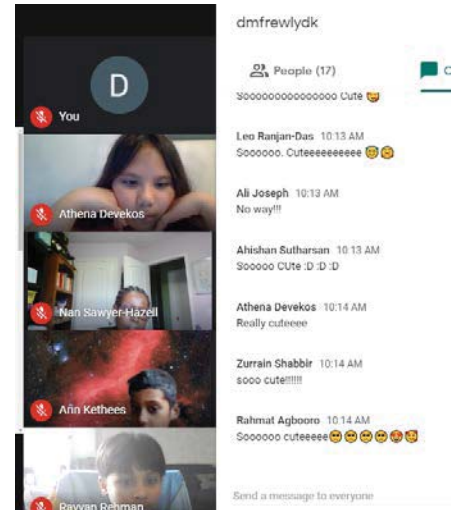 D
You
Athena Devekos
Nan Sawyer-Hazell
Ann Kethees
Rayyan Rehman
dmfrewlydk
People (17)
C
Sooooooooooooooo Cute 🥰
Leo Ranjan-Das 10:13 AM
Soooooo. Cuteeeeeeeeee 😇😊
Ali Joseph 10:13 AM
No way!!!
Ahishan Sutharsan 10:13 AM
Sooooo CUte :D :D :D
Athena Devekos 10:14 AM
Really cuteeee
Zurrain Shabbir 10:14 AM
sooo cute!!!!!!
Rahmat Agbooro 10:14 AM
Soooooo cuteeeee😍😍😍😍😍🥰
Send a message to everyone